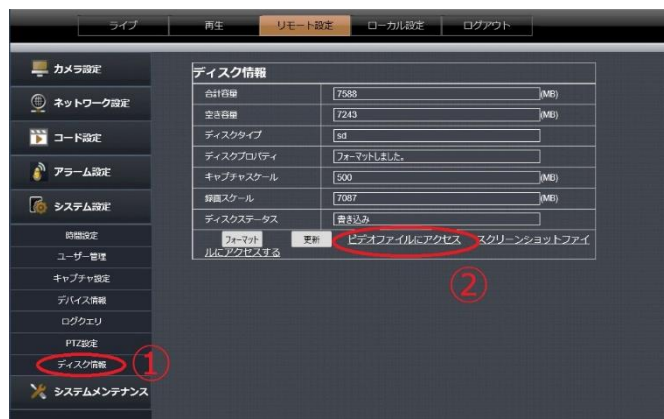 ライブ 再生 リモート設定 ローカル設定 ログアウト
カメラ設定
ネットワーク設定
コード設定
アラーム設定
システム設定
時間設定
ユーザー管理
キャプチャ設定
デバイス情報
ログクエリ
PTZ設定
ディスク情報 ①
システムメンテナンス
ディスク情報
合計容量 7588 (MB)
空き容量 7243 (MB)
ディスクタイプ sd
ディスクプロパティ フォーマットしました。
キャプチャスケール 500 (MB)
録画スケール 7087 (MB)
ディスクステータス 書き込み
フォーマット 更新 ビデオファイルにアクセス スクリーンショットファイ
ルにアクセスする
②